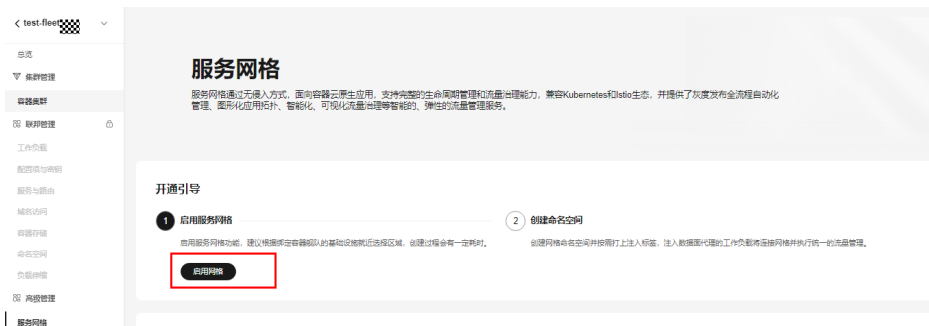 test-fleet
总览
集群管理
容器集群
联邦管理
工作负载
配置项与密钥
服务与路由
域名访问
容器存储
命名空间
负载伸缩
高级管理
服务网格
服务网格
服务网格通过无侵入方式，面向容器云原生应用，支持完整的生命周期管理和流量治理能力，兼容Kubernetes和Istio生态，并提供了灰度发布全流程自动化
管理、图形化应用拓扑、智能化、可视化流量治理等智能的、弹性的流量管理服务。
开通引导
1 启用服务网格
启用服务网格功能，建议根据绑定容器舰队的基础设施就近选择区域，创建过程会有一定耗时。
启用网格
2 创建命名空间
创建网格命名空间并按需打上注入标签，注入数据面代理的工作负载将连接网格并执行统一的流量管理。